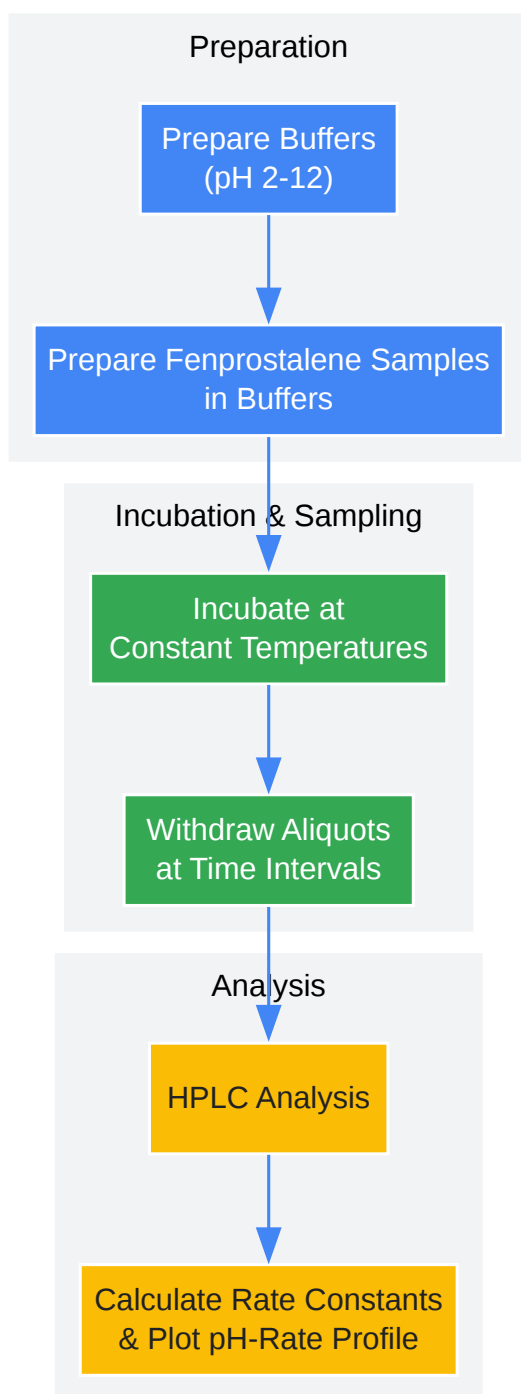 Preparation
Prepare Buffers
(pH 2-12)
Prepare Fenprostalene Samples
in Buffers
Incubation & Sampling
Incubate at
Constant Temperatures
Withdraw Aliquots
at Time Intervals
Analysis
HPLC Analysis
Calculate Rate Constants
& Plot pH-Rate Profile